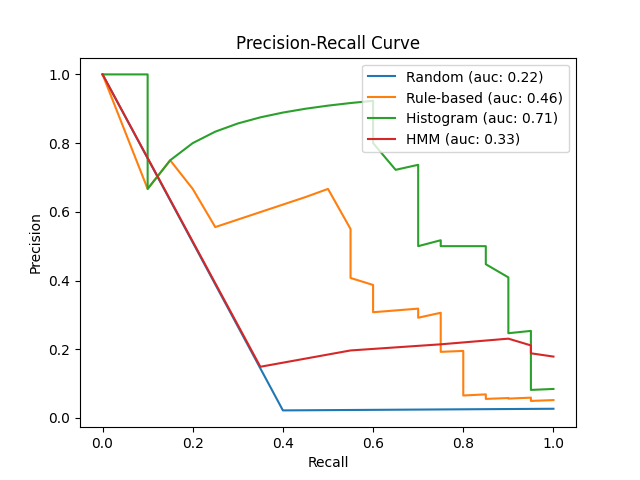 Precision-Recall Curve
Random (auc: 0.22)
Rule-based (auc: 0.46)
Histogram (auc: 0.71)
HMM (auc: 0.33)
Precision
1.0
0.8
0.6
0.4
0.2
0.0
0.0 0.2 0.4 0.6 0.8 1.0
Recall